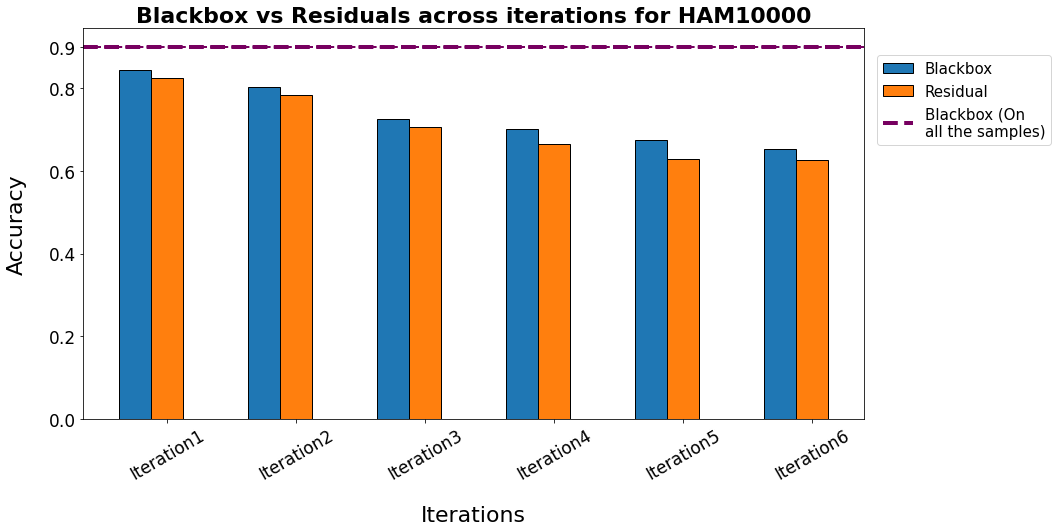 Blackbox vs Residuals across iterations for HAM10000
Accuracy
0.9
0.8
0.6
0.4
0.2
0.0
Iteration1
Iteration2
Iteration3
Iteration4
Iteration5
Iteration6
Iterations
Blackbox
Residual
Blackbox (On
all the samples)